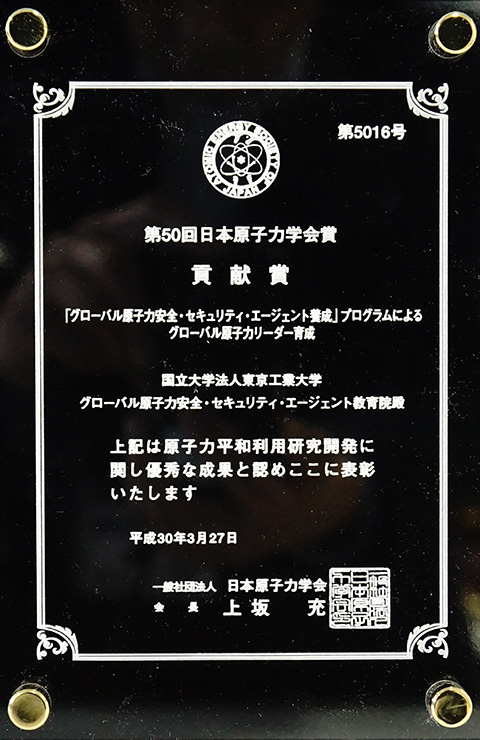 第5016号
ATOMIC ENERGY SOCIETY OF JAPAN
第50回日本原子力学会賞
貢献賞
「グローバル原子力安全・セキュリティ・エージェント養成」プログラムによる
グローバル原子力リーダー育成
国立大学法人東京工業大学
グローバル原子力安全・セキュリティ・エージェント教育院殿
上記は原子力平和利用研究開発に
関し優秀な成果と認めここに表彰
いたします
平成30年3月27日
一般社団法人 日本原子力学会
会長 上坂 充